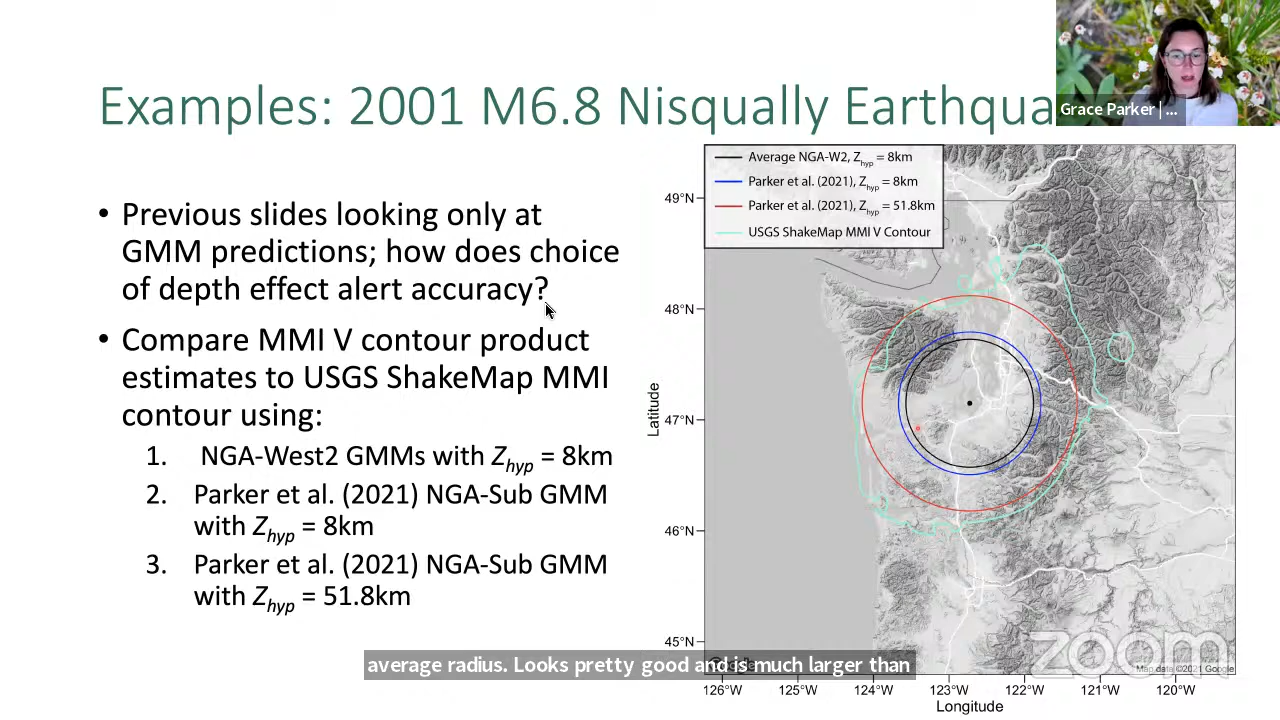 Examples: 2001 M6.8 Nisqually Earthqua
Grace Parker | ...
• Previous slides looking only at
GMM predictions; how does choice
of depth effect alert accuracy?
• Compare MMI V contour product
estimates to USGS ShakeMap MMI
contour using:
1. NGA-West2 GMMs with Zhyp = 8km
2. Parker et al. (2021) NGA-Sub GMM
with Zhyp = 8km
3. Parker et al. (2021) NGA-Sub GMM
with Zhyp = 51.8km
Average NGA-W2, Zhyp = 8km
Parker et al. (2021), Zhyp = 8km
Parker et al. (2021), Zhyp = 51.8km
USGS ShakeMap MMI V Contour
49°N
48°N
47°N
46°N
45°N
Latitude
126°W 125°W 124°W 123°W 122°W 121°W 120°W
Longitude
Google
Map data ©2021 Google
zoom
average radius. Looks pretty good and is much larger than